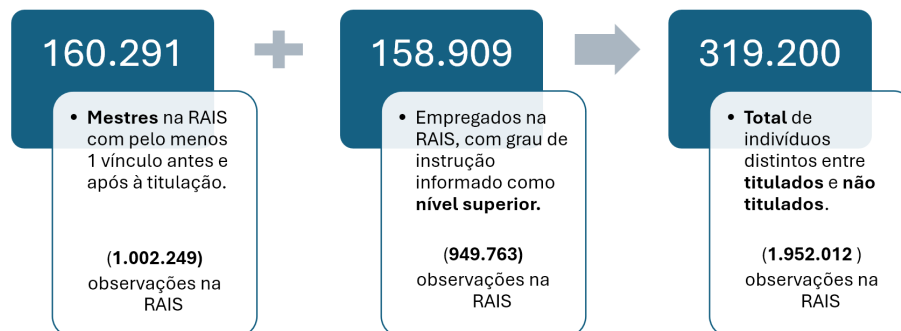 160.291
• Mestres na RAIS
com pelo menos
1 vínculo antes e
após à titulação.
(1.002.249)
observações na
RAIS
158.909
• Empregados na
RAIS, com grau de
instrução
informado como
nível superior.
(949.763)
observações na
RAIS
319.200
• Total de
indivíduos
distintos entre
titulados e não
titulados.
(1.952.012 )
observações na
RAIS